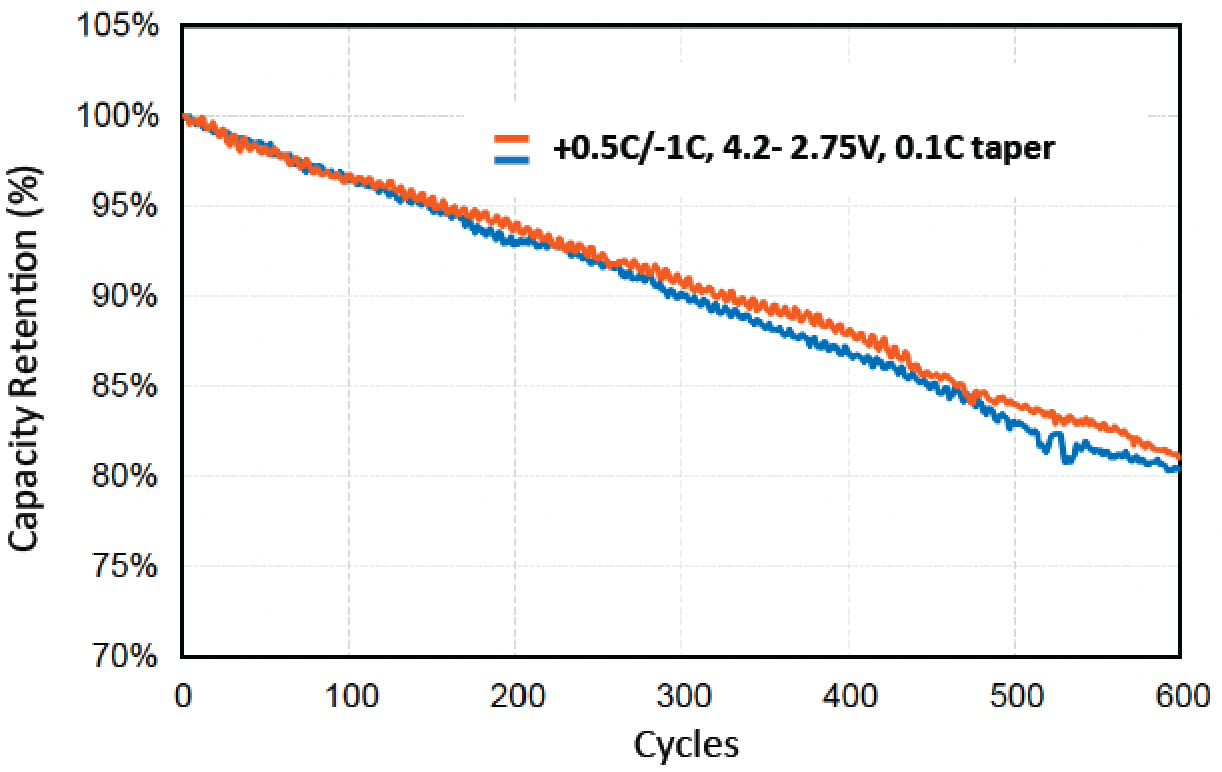 105%
100%
95%
90%
85%
80%
75%
70%
Capacity Retention (%)
+0.5C/-1C, 4.2- 2.75V, 0.1C taper
0 100 200 300 400 500 600
Cycles